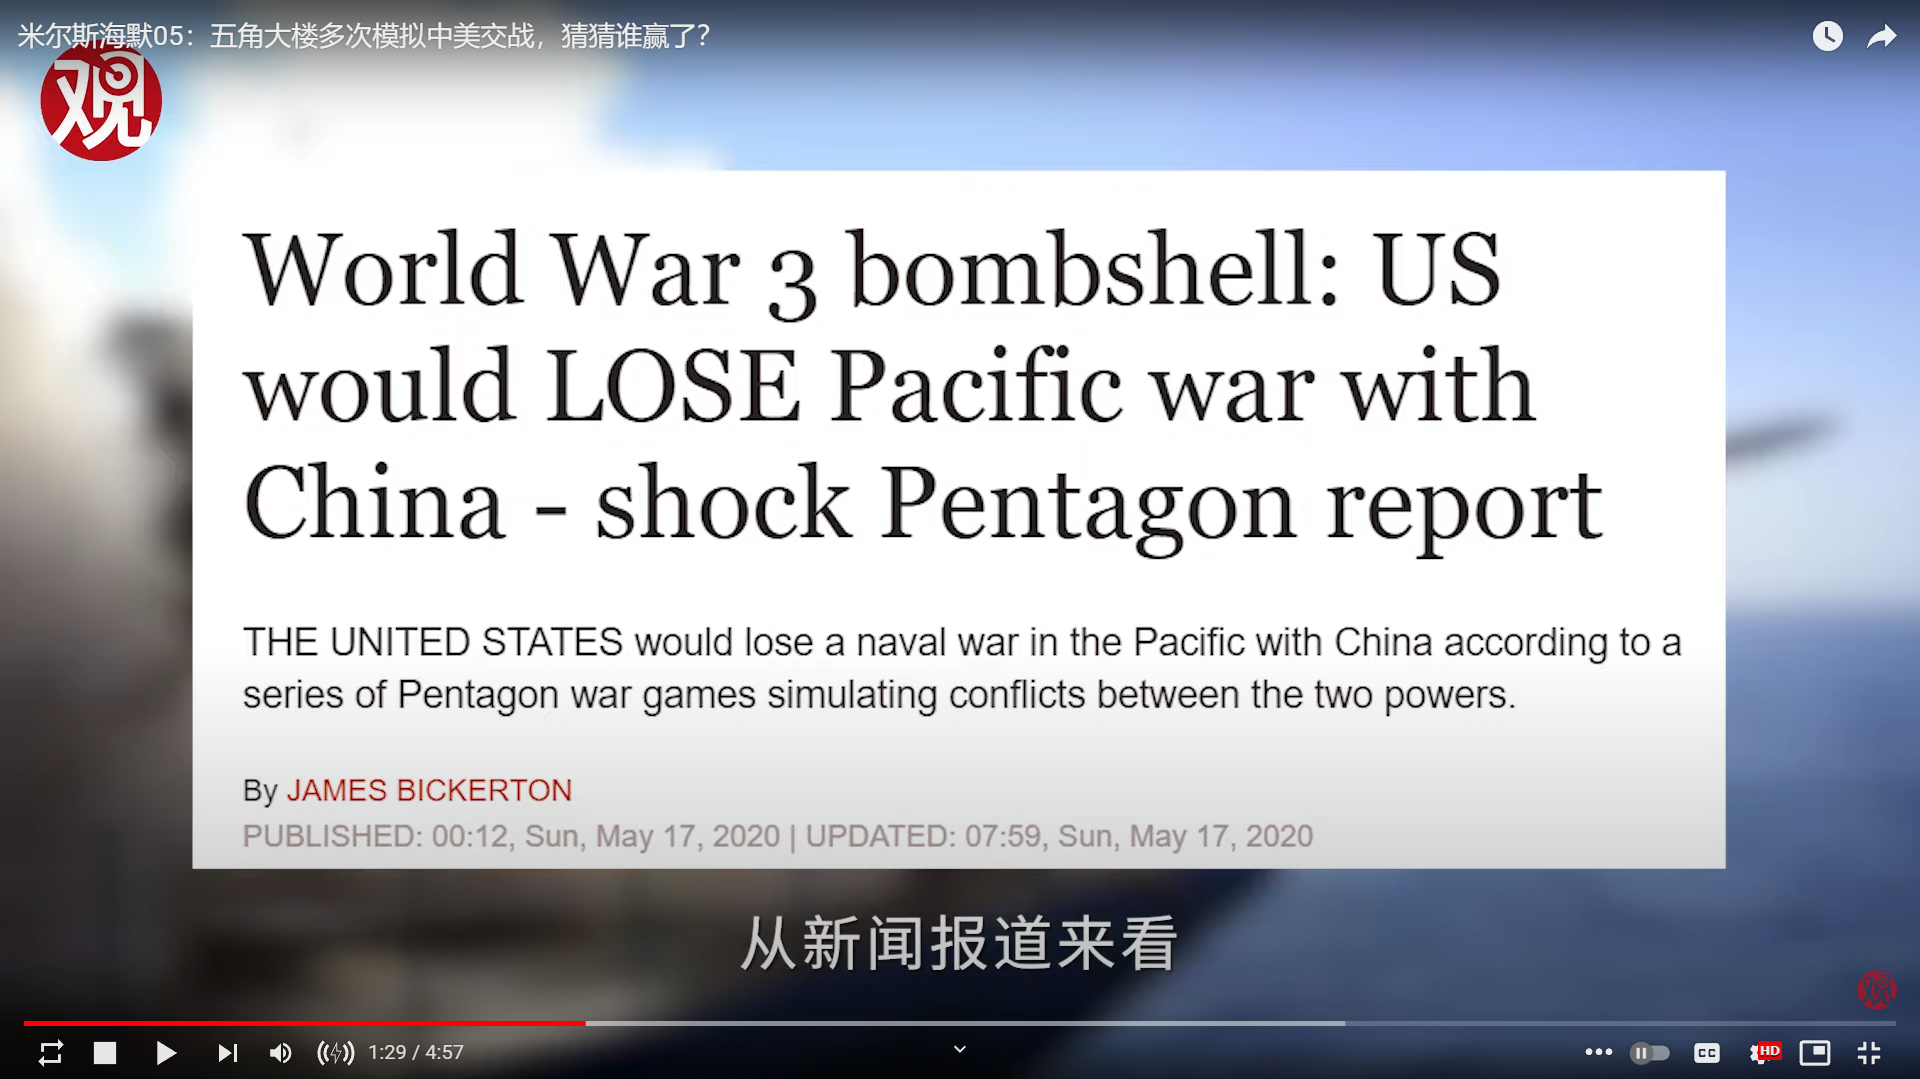 米尔斯海默05：五角大楼多次模拟中美交战，猜猜谁赢了？
观
World War 3 bombshell: US
would LOSE Pacific war with
China - shock Pentagon report
THE UNITED STATES would lose a naval war in the Pacific with China according to a
series of Pentagon war games simulating conflicts between the two powers.
By JAMES BICKERTON
PUBLISHED: 00:12, Sun, May 17, 2020 | UPDATED: 07:59, Sun, May 17, 2020
从新闻报道来看
观
1:29 / 4:57
CC
HD